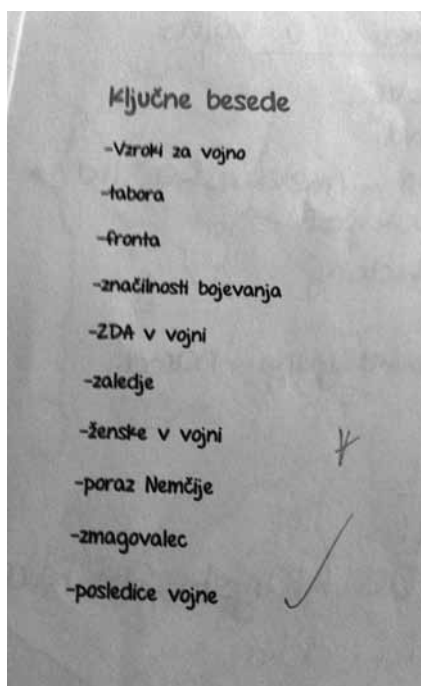 Ključne besede
-Vzroki za vojno
-tabora
-fronta
-značilnosti bojevanja
-ZDA v vojni
-zaledje
-ženske v vojni
-poraz Nemčije
-zmagovalec
-posledice vojne